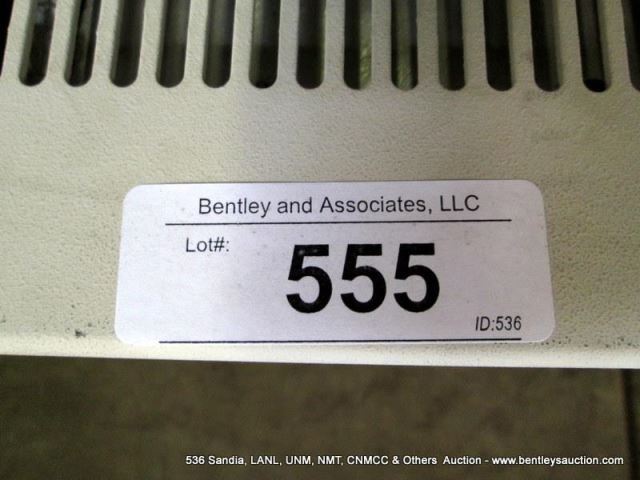 Bentley and Associates, LLC
Lot#:
555
ID:536
536 Sandia, LANL, UNM, NMT, CNMCC & Others Auction - www.bentleysauction.com